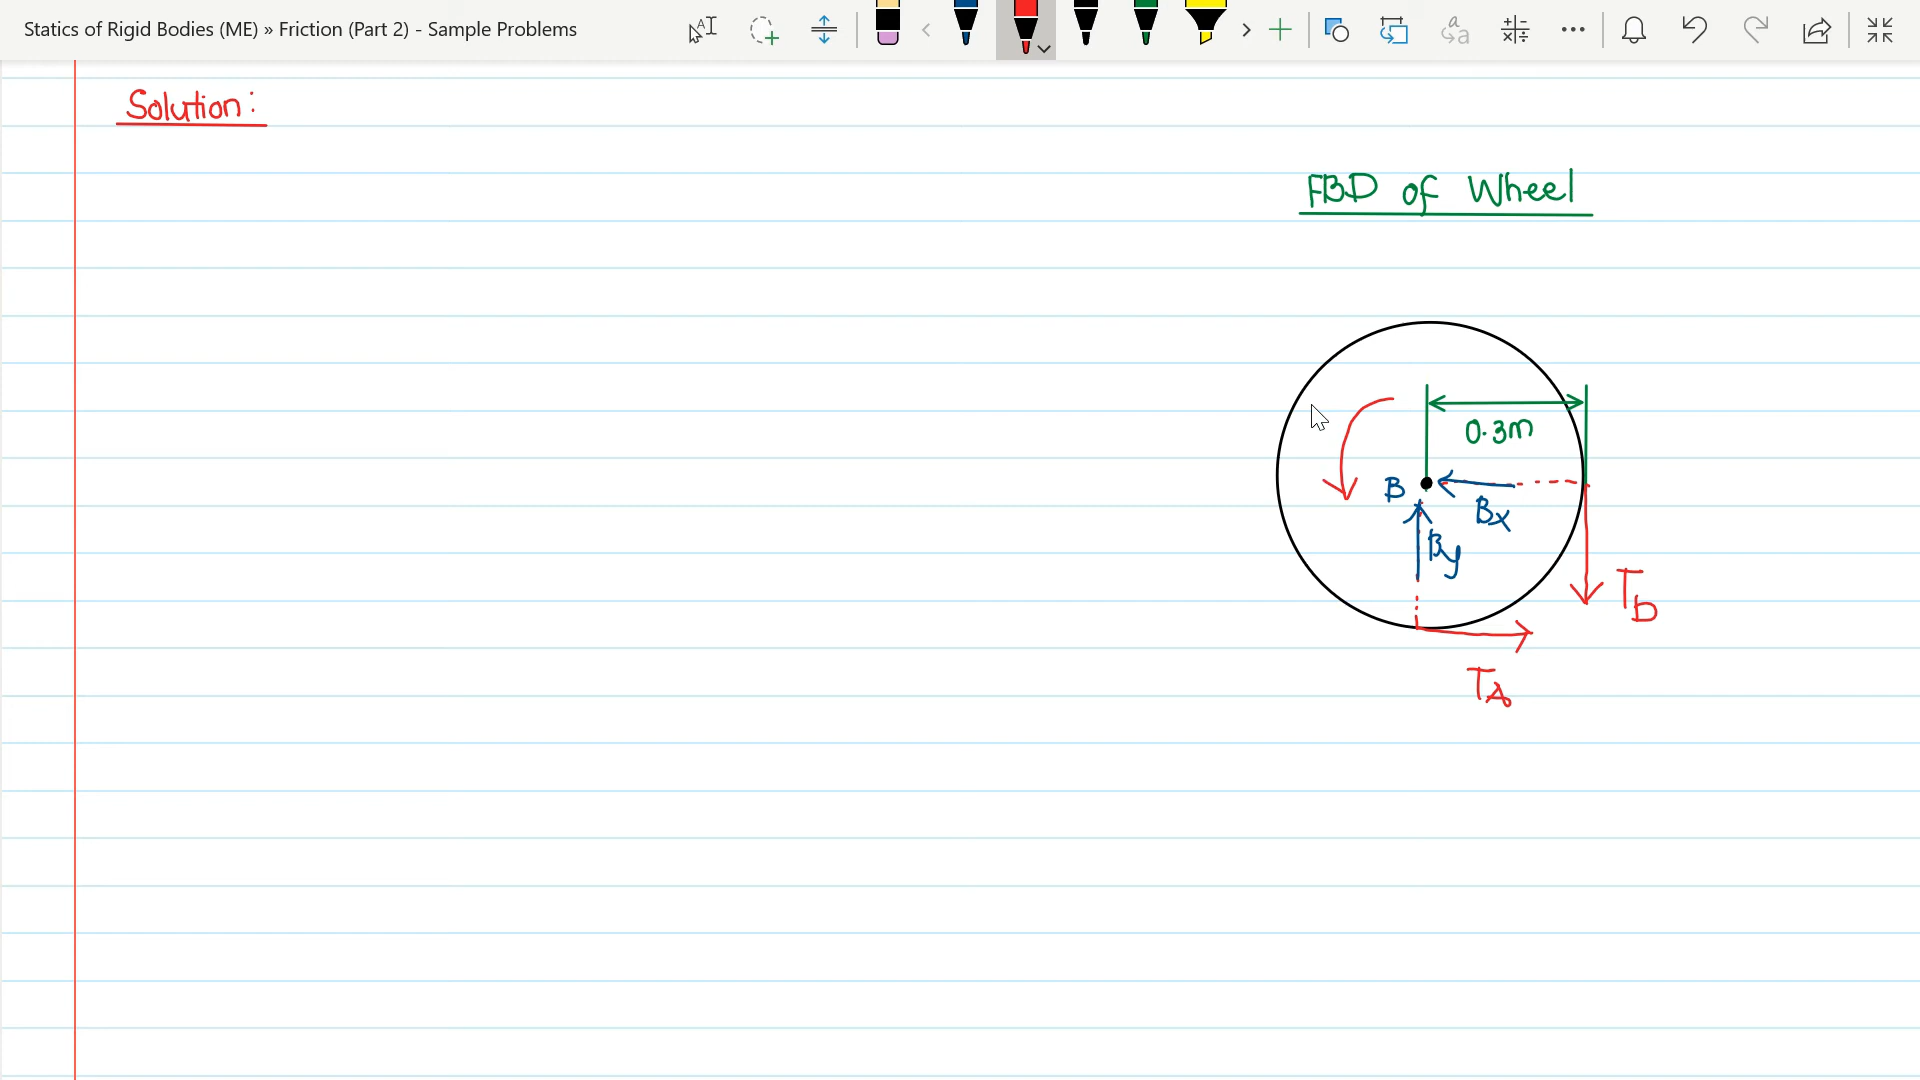 Statics of Rigid Bodies (ME) » Friction (Part 2) - Sample Problems
Solution:
FBD of Wheel
0.3m
B
Bx
By
TD
TA